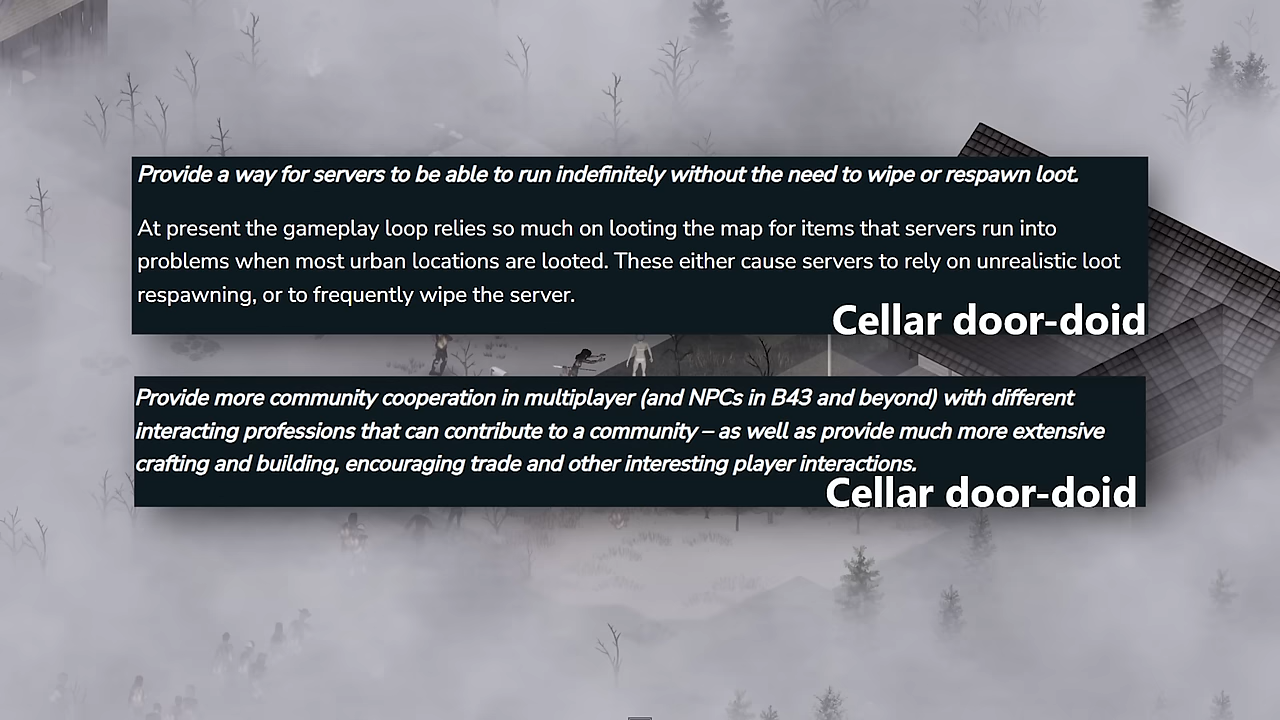 Provide a way for servers to be able to run indefinitely without the need to wipe or respawn loot.
At present the gameplay loop relies so much on looting the map for items that servers run into
problems when most urban locations are looted. These either cause servers to rely on unrealistic loot
respawning, or to frequently wipe the server.
Cellar door-doid
Provide more community cooperation in multiplayer (and NPCs in B43 and beyond) with different
interacting professions that can contribute to a community – as well as provide much more extensive
crafting and building, encouraging trade and other interesting player interactions.
Cellar door-doid